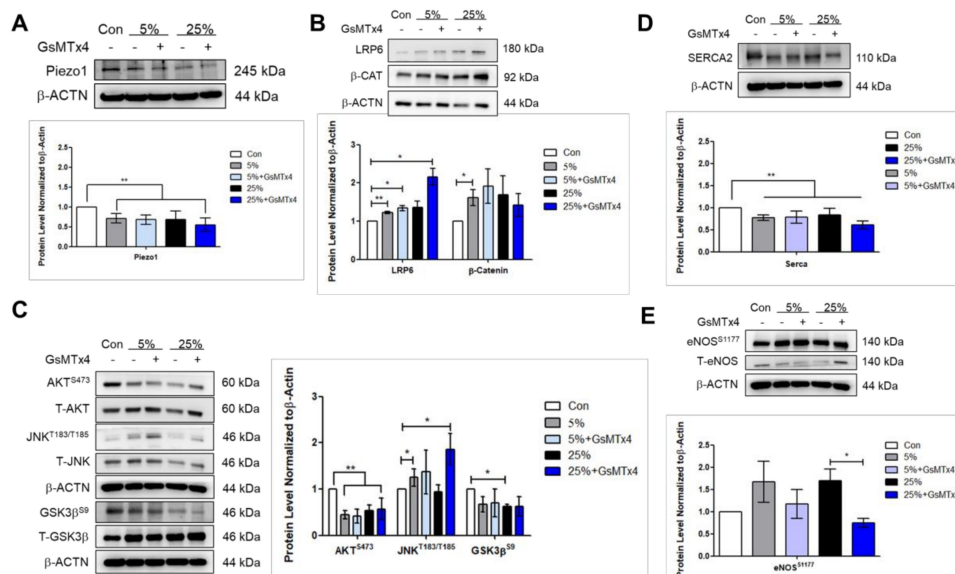 A
Con 5% 25%
GsMTx4 - - + - +
Piezo1 245 kDa
β-ACTN 44 kDa
Protein Level Normalized toβ-Actin
2.0
1.5
1.0
0.5
0.0
**
Con
5%
5%+GsMTx4
25%
25%+GsMTx4
Piezo1
B
Con 5% 25%
GsMTx4 - - + - +
LRP6 180 kDa
β-CAT 92 kDa
β-ACTN 44 kDa
Protein Level Normalized toβ-Actin
3
2
1
0
*
*
**
*
Con
5%
5%+GsMTx4
25%
25%+GsMTx4
LRP6 β-Catenin
D
Con 5% 25%
GsMTx4 - - + - +
SERCA2 110 kDa
β-ACTN 44 kDa
Protein Level Normalized toβ-Actin
2.0
1.5
1.0
0.5
0.0
**
Con
5%
25%
25%+GsMTx4
5%+GsMTx4
Serca
C
Con 5% 25%
GsMTx4 - - + - +
AKTS473 60 kDa
T-AKT 60 kDa
JNKT183/T185 46 kDa
T-JNK 46 kDa
β-ACTN 44 kDa
GSK3βS9 46 kDa
T-GSK3β 46 kDa
β-ACTN 44 kDa
Protein Level Normalized toβ-Actin
3
2
1
0
**
*
*
*
Con
5%
5%+GsMTx4
25%
25%+GsMTx4
AKTS473 JNKT183/T185 GSK3βS9
E
Con 5% 25%
GsMTx4 - - + - +
eNOSS1177 140 kDa
T-eNOS 140 kDa
β-ACTN 44 kDa
Protein Level Normalized toβ-Actin
2.0
1.5
1.0
0.5
0.0
*
Con
5%
5%+GsMTx4
25%
25%+GsMTx4
eNOSS1177